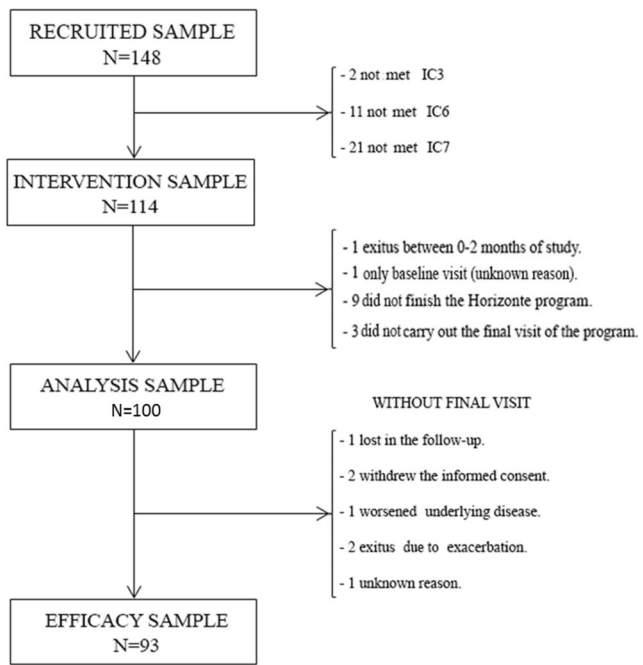 RECRUITED SAMPLE
N=148
- 2 not met IC3
- 11 not met IC6
- 21 not met IC7
INTERVENTION SAMPLE
N=114
- 1 exitus between 0-2 months of study.
- 1 only baseline visit (unknown reason).
- 9 did not finish the Horizonte program.
- 3 did not carry out the final visit of the program.
ANALYSIS SAMPLE
N=100
WITHOUT FINAL VISIT
- 1 lost in the follow-up.
- 2 withdrew the informed consent.
- 1 worsened underlying disease.
- 2 exitus due to exacerbation.
- 1 unknown reason.
EFFICACY SAMPLE
N=93